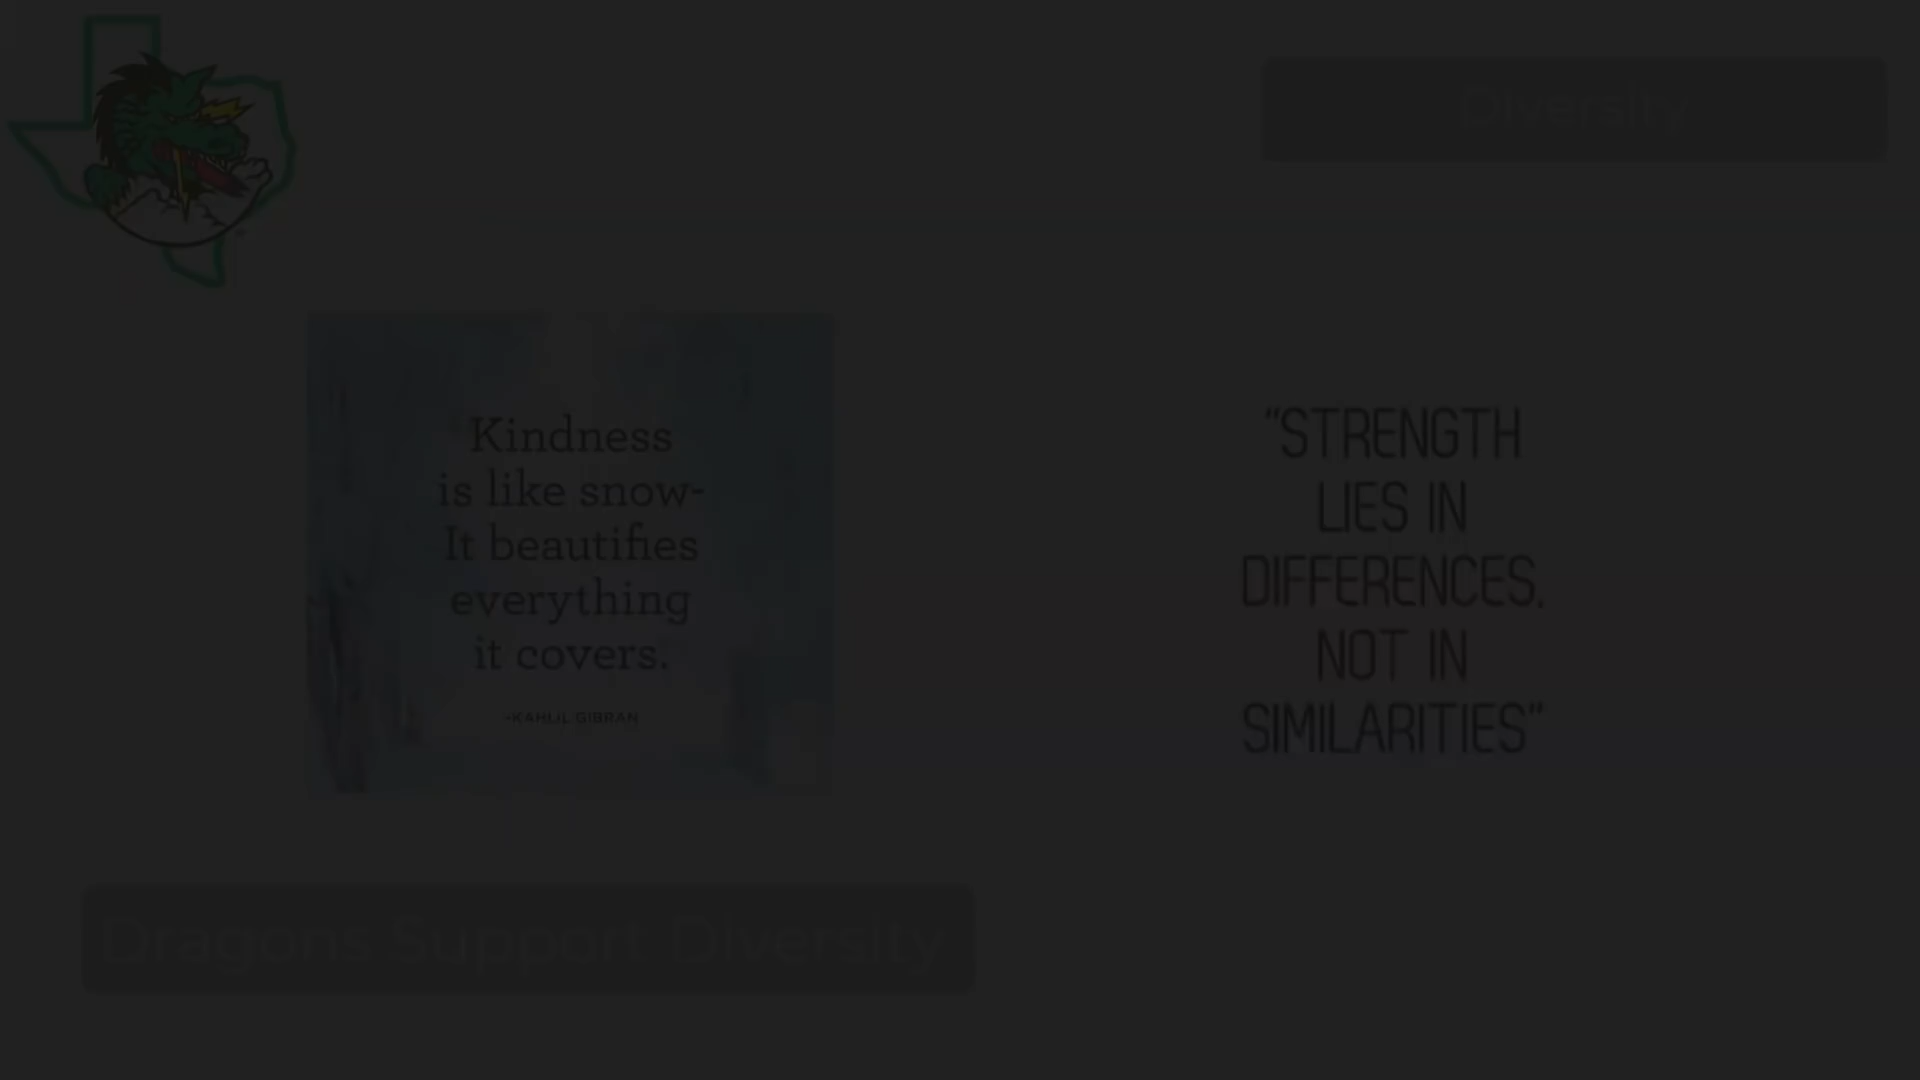 Diversity
Kindness
is like snow-
It beautifies
everything
it covers.
-KAHLIL GIBRAN
"STRENGTH
LIES IN
DIFFERENCES,
NOT IN
SIMILARITIES"
Dragons Support Diversity